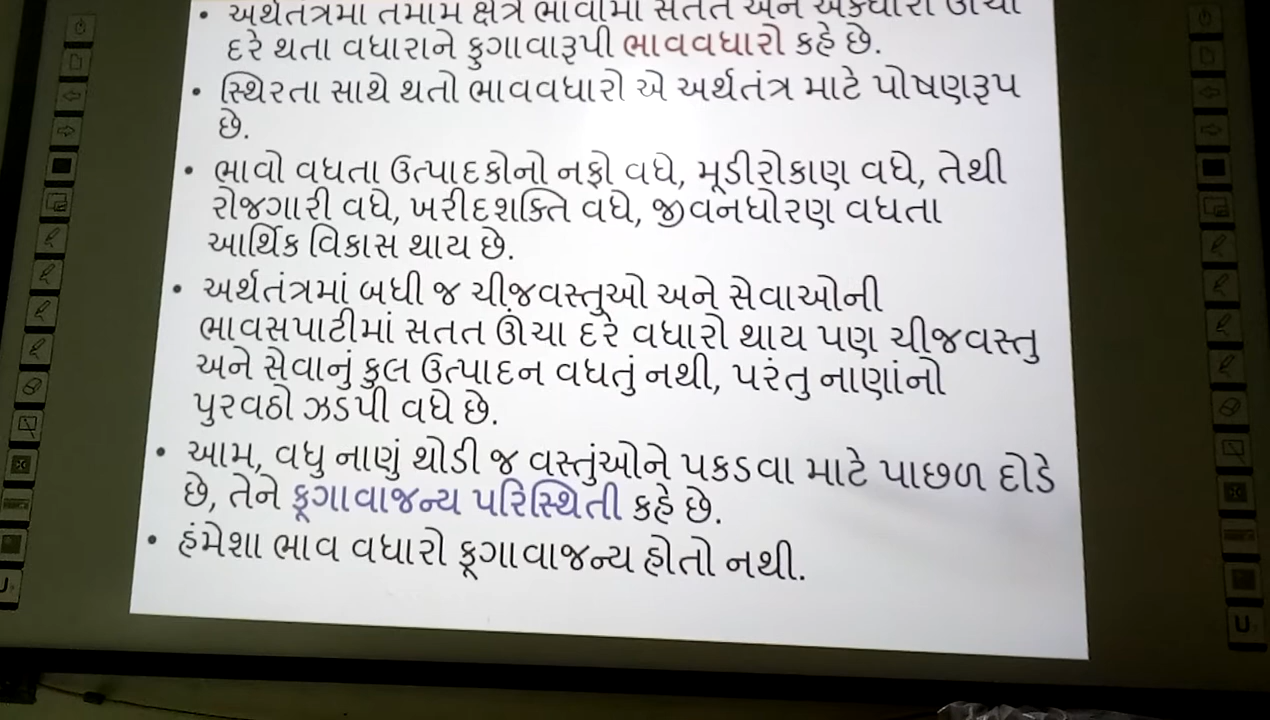 • અર્થતંત્રમાં તમામ ક્ષેત્રે ભાવોમાં સતત અને એકધારા ઊંચા
દરે થતા વધારાને ફુગાવારૂપી ભાવવધારો કહે છે.
• સ્થિરતા સાથે થતો ભાવવધારો એ અર્થતંત્ર માટે પોષણરૂપ
છે.
• ભાવો વધતા ઉત્પાદકોનો નફો વધે, મૂડીરોકાણ વધે, તેથી
રોજગારી વધે, ખરીદશક્તિ વધે, જીવનધોરણ વધતા
આર્થિક વિકાસ થાય છે.
• અર્થતંત્રમાં બધી જ ચીજવસ્તુઓ અને સેવાઓની
ભાવસપાટીમાં સતત ઊંચા દરે વધારો થાય પણ ચીજવસ્તુ
અને સેવાનું કુલ ઉત્પાદન વધતું નથી, પરંતુ નાણાંનો
પુરવઠો ઝડપી વધે છે.
• આમ, વધુ નાણું થોડી જ વસ્તુંઓને પકડવા માટે પાછળ દોડે
છે, તેને ફૂગાવાજન્ય પરિસ્થિતી કહે છે.
• હંમેશા ભાવ વધારો ફૂગાવાજન્ય હોતો નથી.